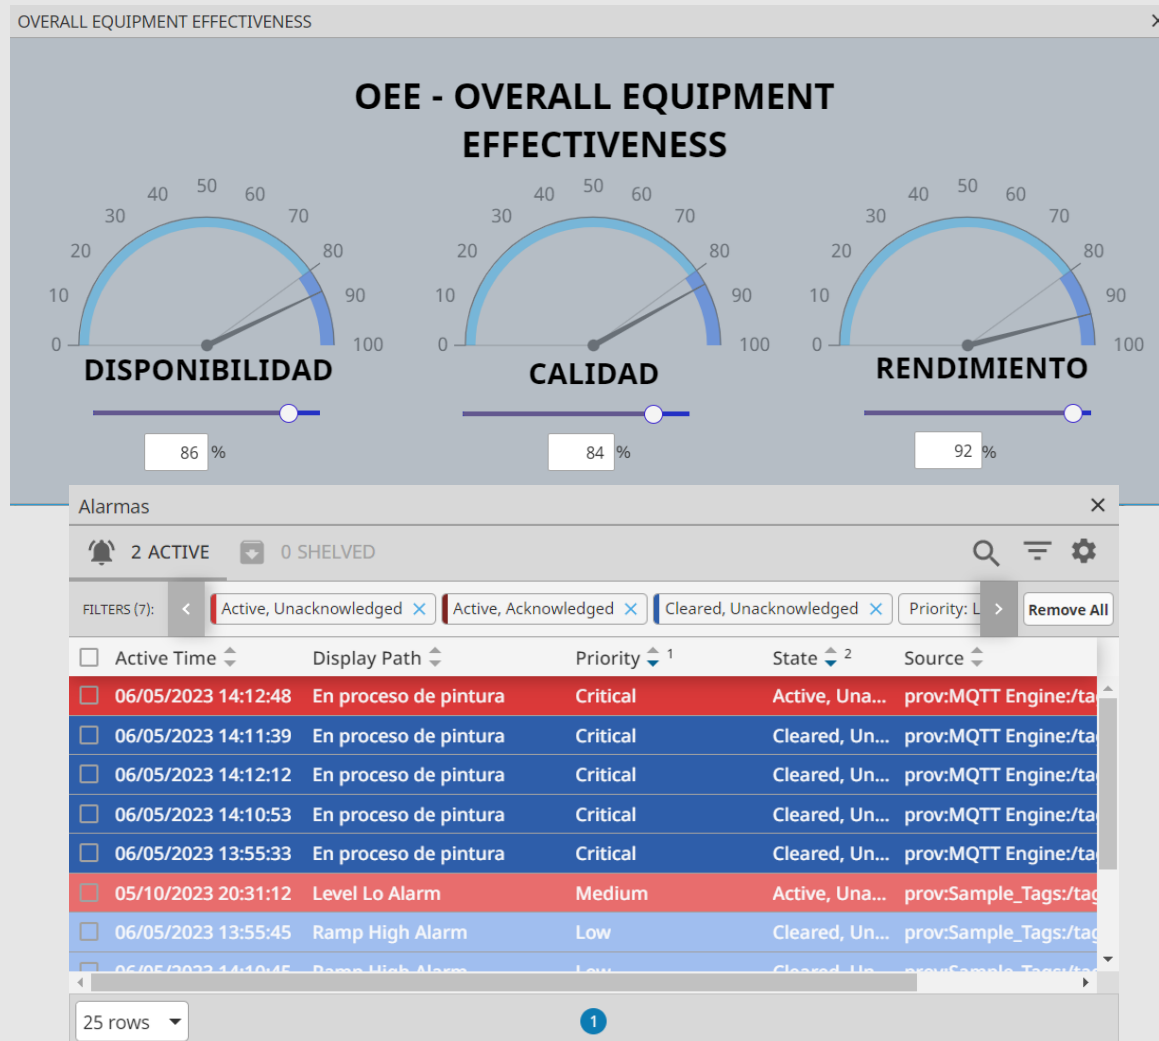 OVERALL EQUIPMENT EFFECTIVENESS
OEE - OVERALL EQUIPMENT
EFFECTIVENESS
0 10 20 30 40 50 60 70 80 90 100
0 10 20 30 40 50 60 70 80 90 100
0 10 20 30 40 50 60 70 80 90 100
DISPONIBILIDAD CALIDAD RENDIMIENTO
86 % 84 % 92 %
Alarmas
2 ACTIVE 0 SHELVED
FILTERS (7): Active, Unacknowledged Active, Acknowledged Cleared, Unacknowledged Priority: L Remove All
Active Time Display Path Priority 1 State 2 Source
06/05/2023 14:12:48 En proceso de pintura Critical Active, Una... prov:MQTT Engine:/ta
06/05/2023 14:11:39 En proceso de pintura Critical Cleared, Un... prov:MQTT Engine:/ta
06/05/2023 14:12:12 En proceso de pintura Critical Cleared, Un... prov:MQTT Engine:/ta
06/05/2023 14:10:53 En proceso de pintura Critical Cleared, Un... prov:MQTT Engine:/ta
06/05/2023 13:55:33 En proceso de pintura Critical Cleared, Un... prov:MQTT Engine:/ta
05/10/2023 20:31:12 Level Lo Alarm Medium Active, Una... prov:Sample_Tags:/tag
06/05/2023 13:55:45 Ramp High Alarm Low Cleared, Un... prov:Sample_Tags:/tag
Ramp High Alarm Low Cleared, Un...
25 rows 1